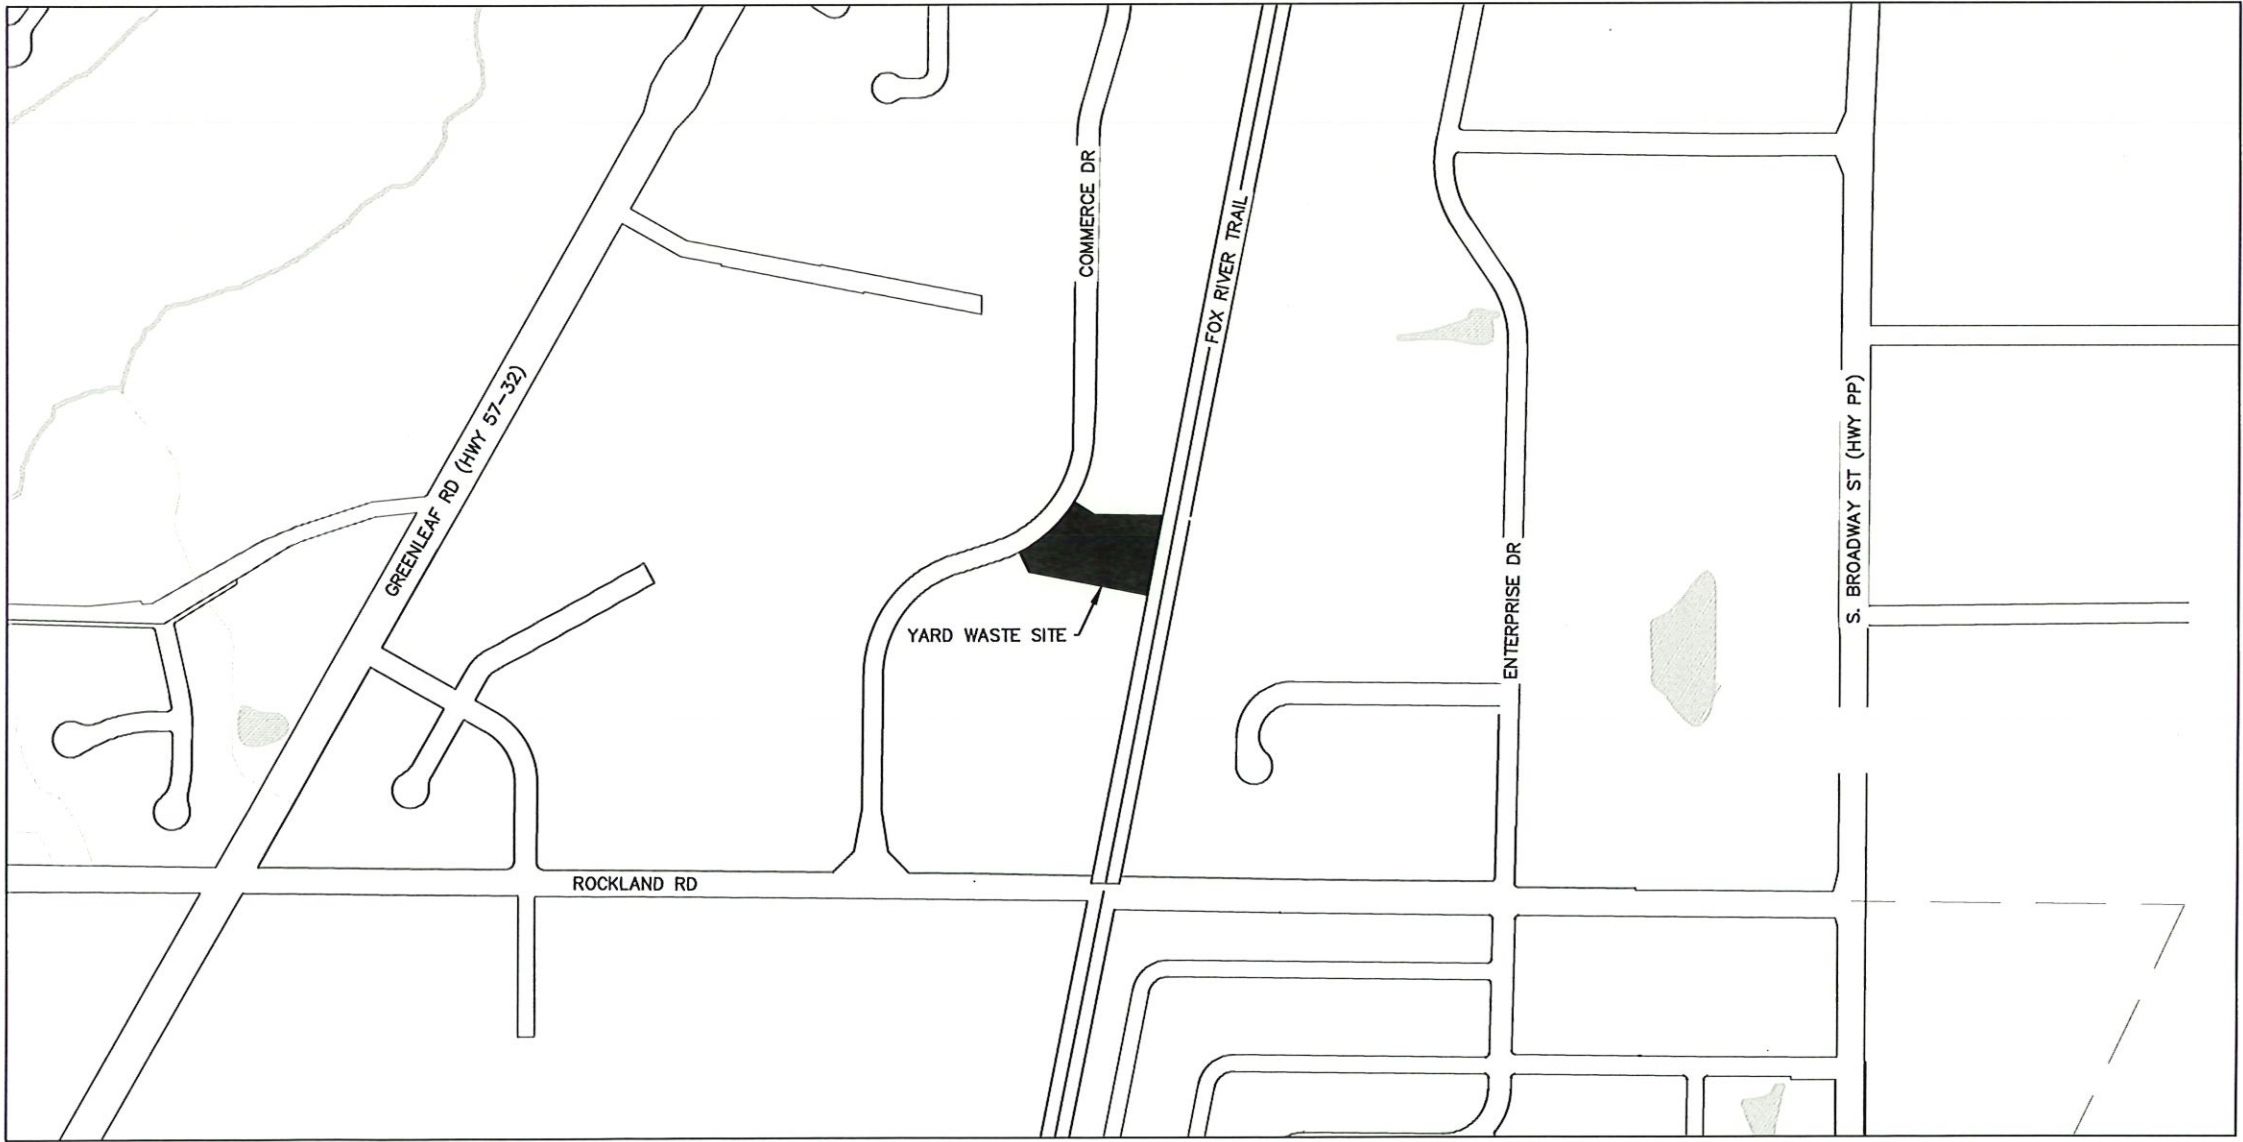 COMMERCE DR
FOX RIVER TRAIL
GREENLEAF RD (HWY 57-32)
S. BROADWAY ST (HWY PP)
ENTERPRISE DR
YARD WASTE SITE
ROCKLAND RD